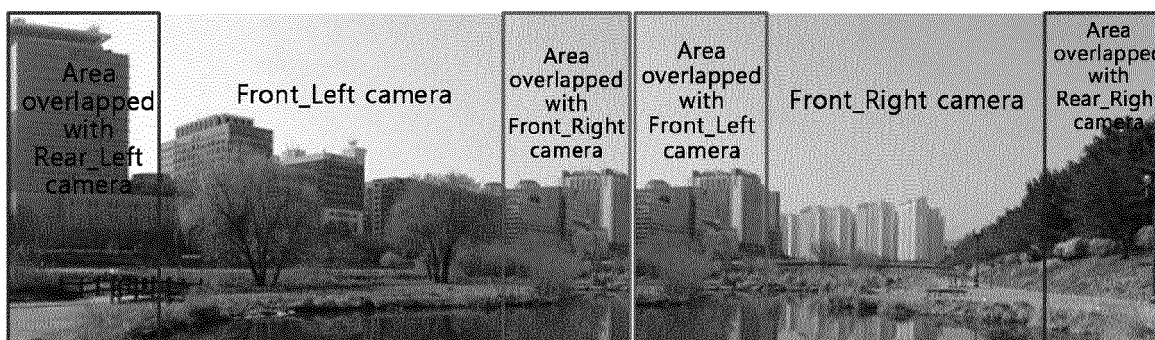 Area
overlapped
with
Rear_Left
camera
Front_Left camera
Area
overlapped
with
Front_Right
camera
Area
overlapped
with
Front_Left
camera
Front_Right camera
Area
overlapped
with
Rear_Right
camera